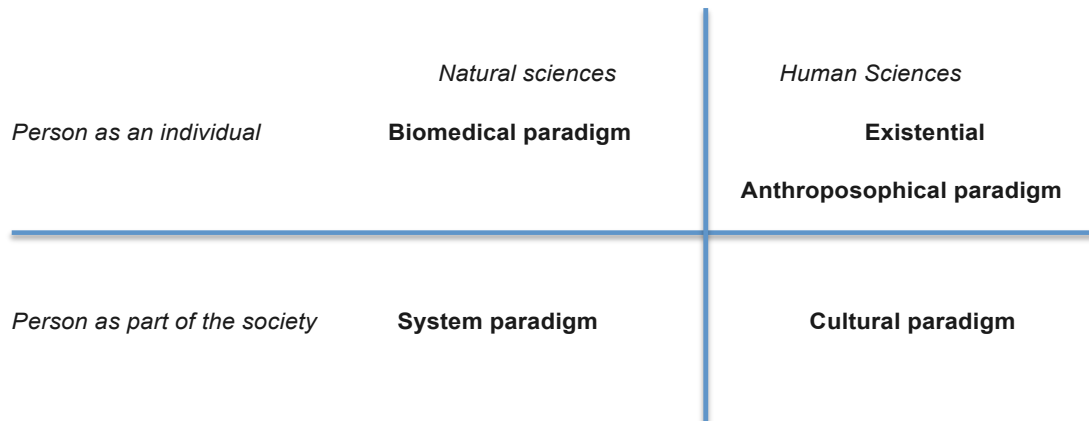 Natural sciences Human Sciences
Person as an individual Biomedical paradigm Existential
Anthroposophical paradigm
Person as part of the society System paradigm Cultural paradigm